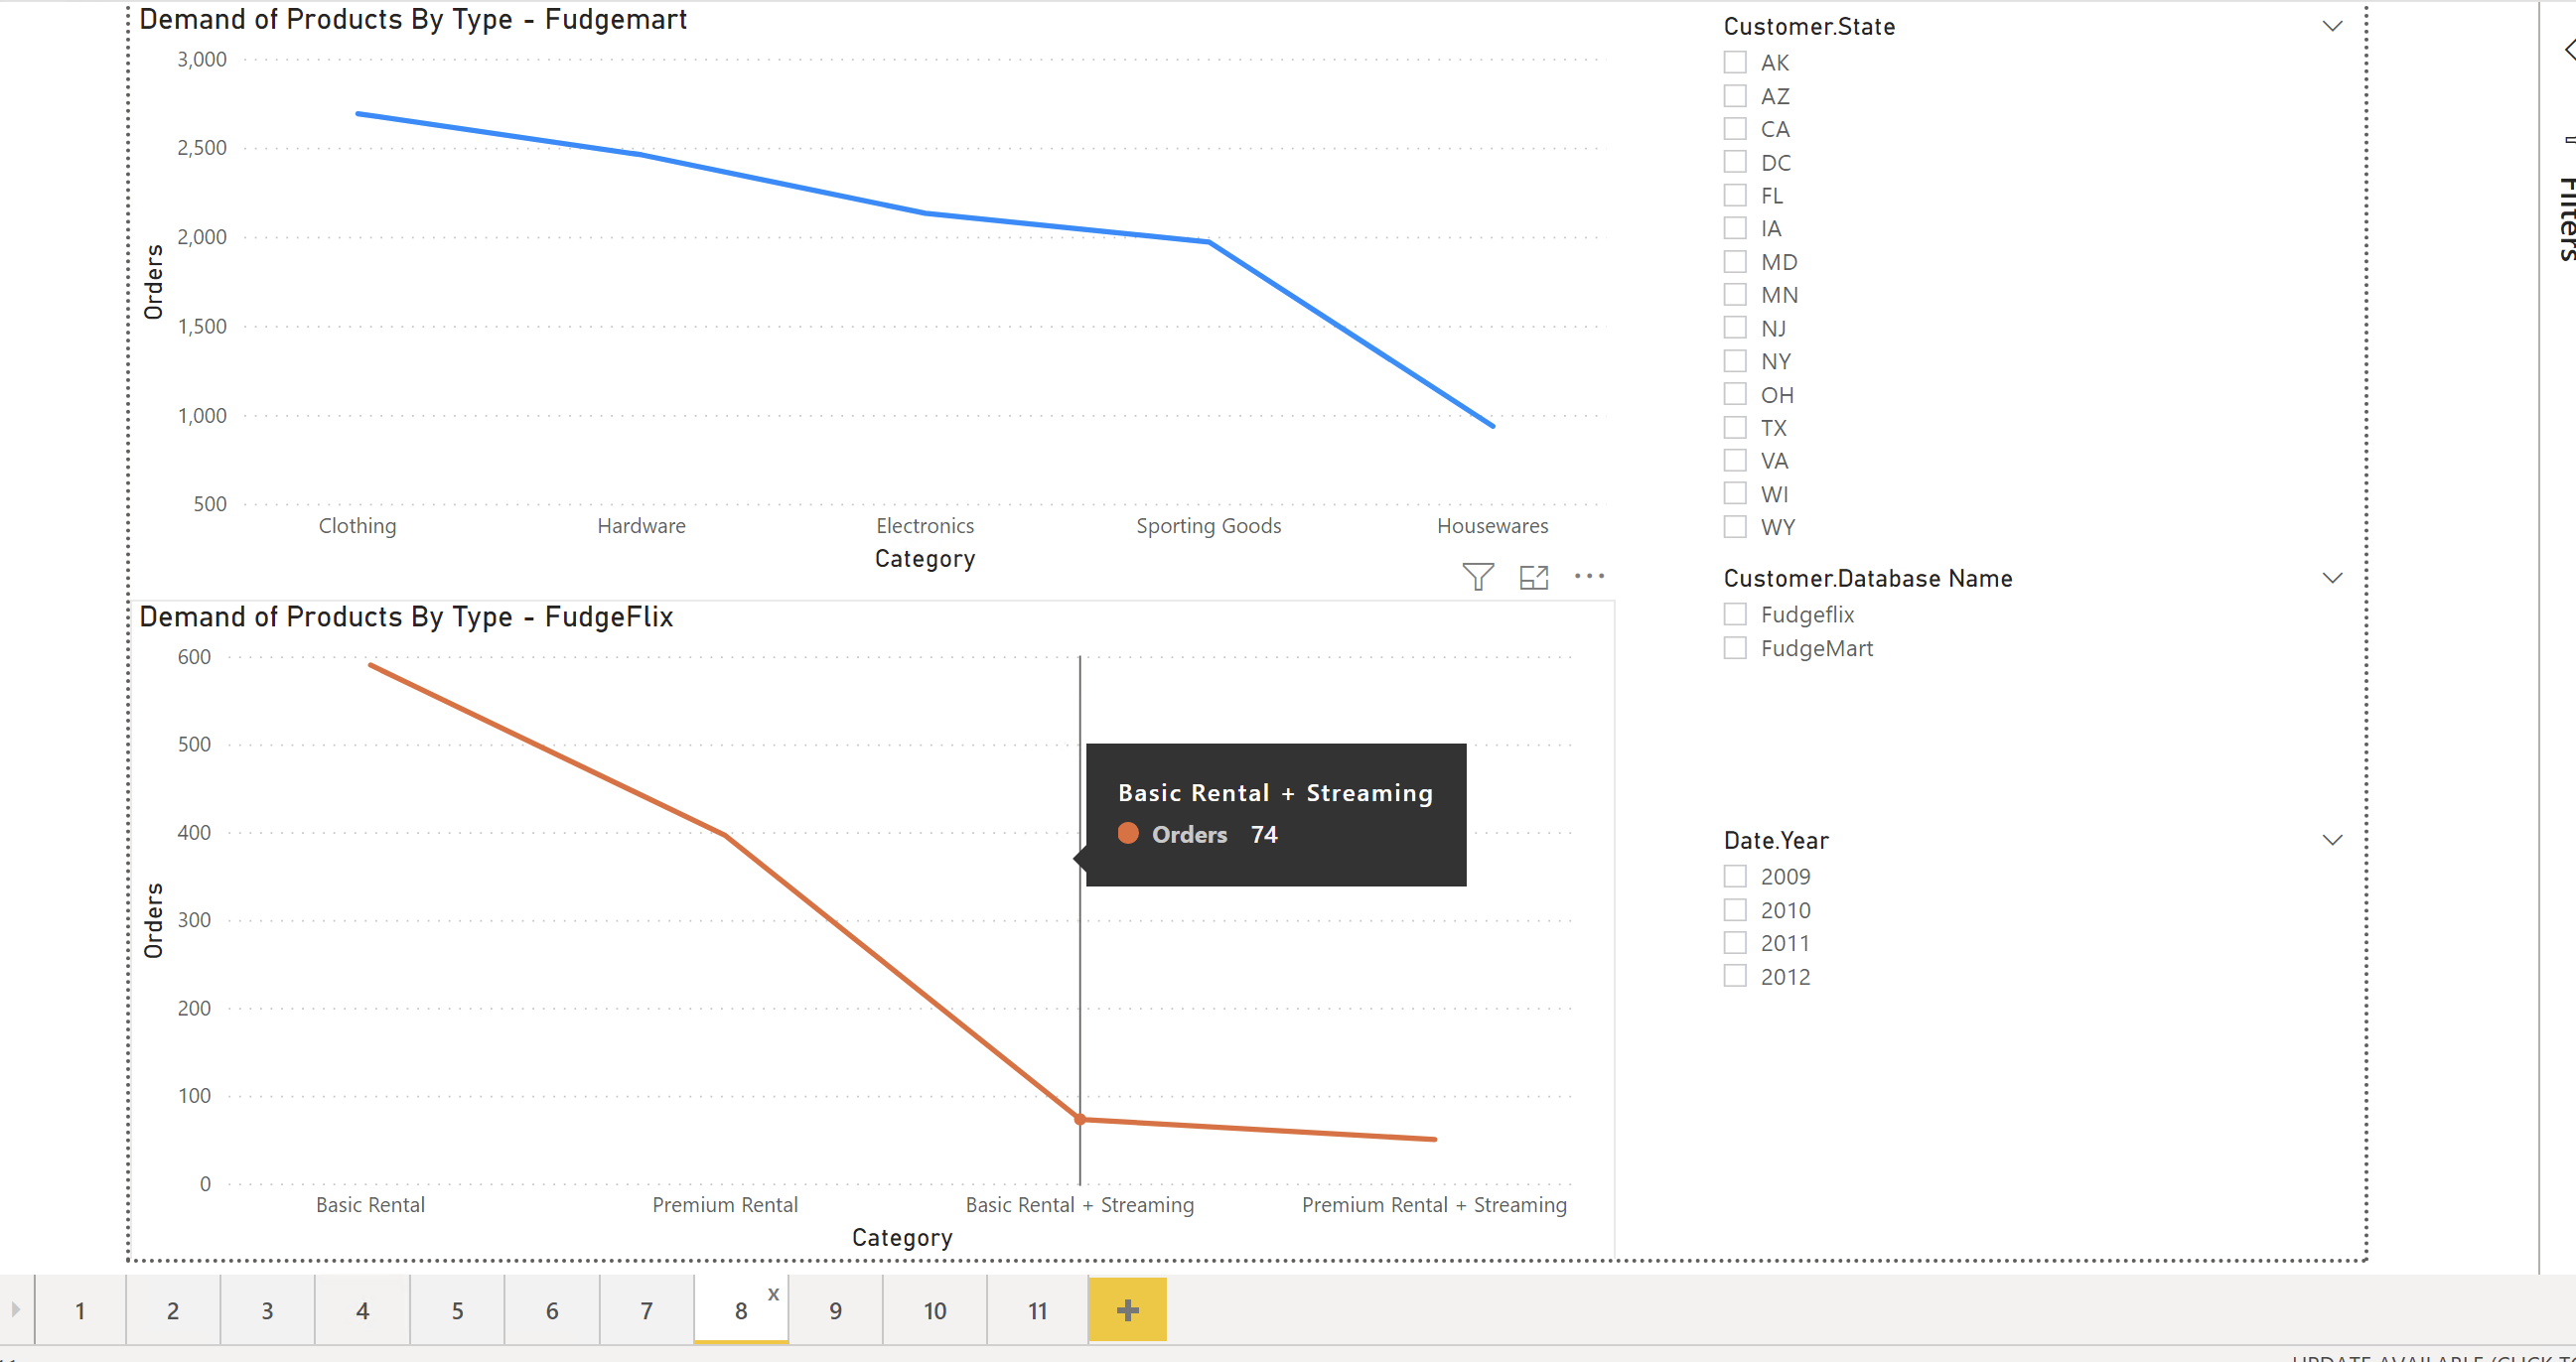 Demand of Products By Type - Fudgemart
3,000
2,500
2,000
1,500
1,000
500
Orders
Clothing Hardware Electronics Sporting Goods Housewares
Category
Demand of Products By Type - FudgeFlix
600
500
400
300
200
100
0
Orders
Basic Rental + Streaming
Orders 74
Basic Rental Premium Rental Basic Rental + Streaming Premium Rental + Streaming
Category
Customer.State
AK
AZ
CA
DC
FL
IA
MD
MN
NJ
NY
OH
TX
VA
WI
WY
Customer.Database Name
Fudgeflix
FudgeMart
Date.Year
2009
2010
2011
2012
Filters
1 2 3 4 5 6 7 8 x 9 10 11 +
UPDATE AVAILABLE (CLICK TO